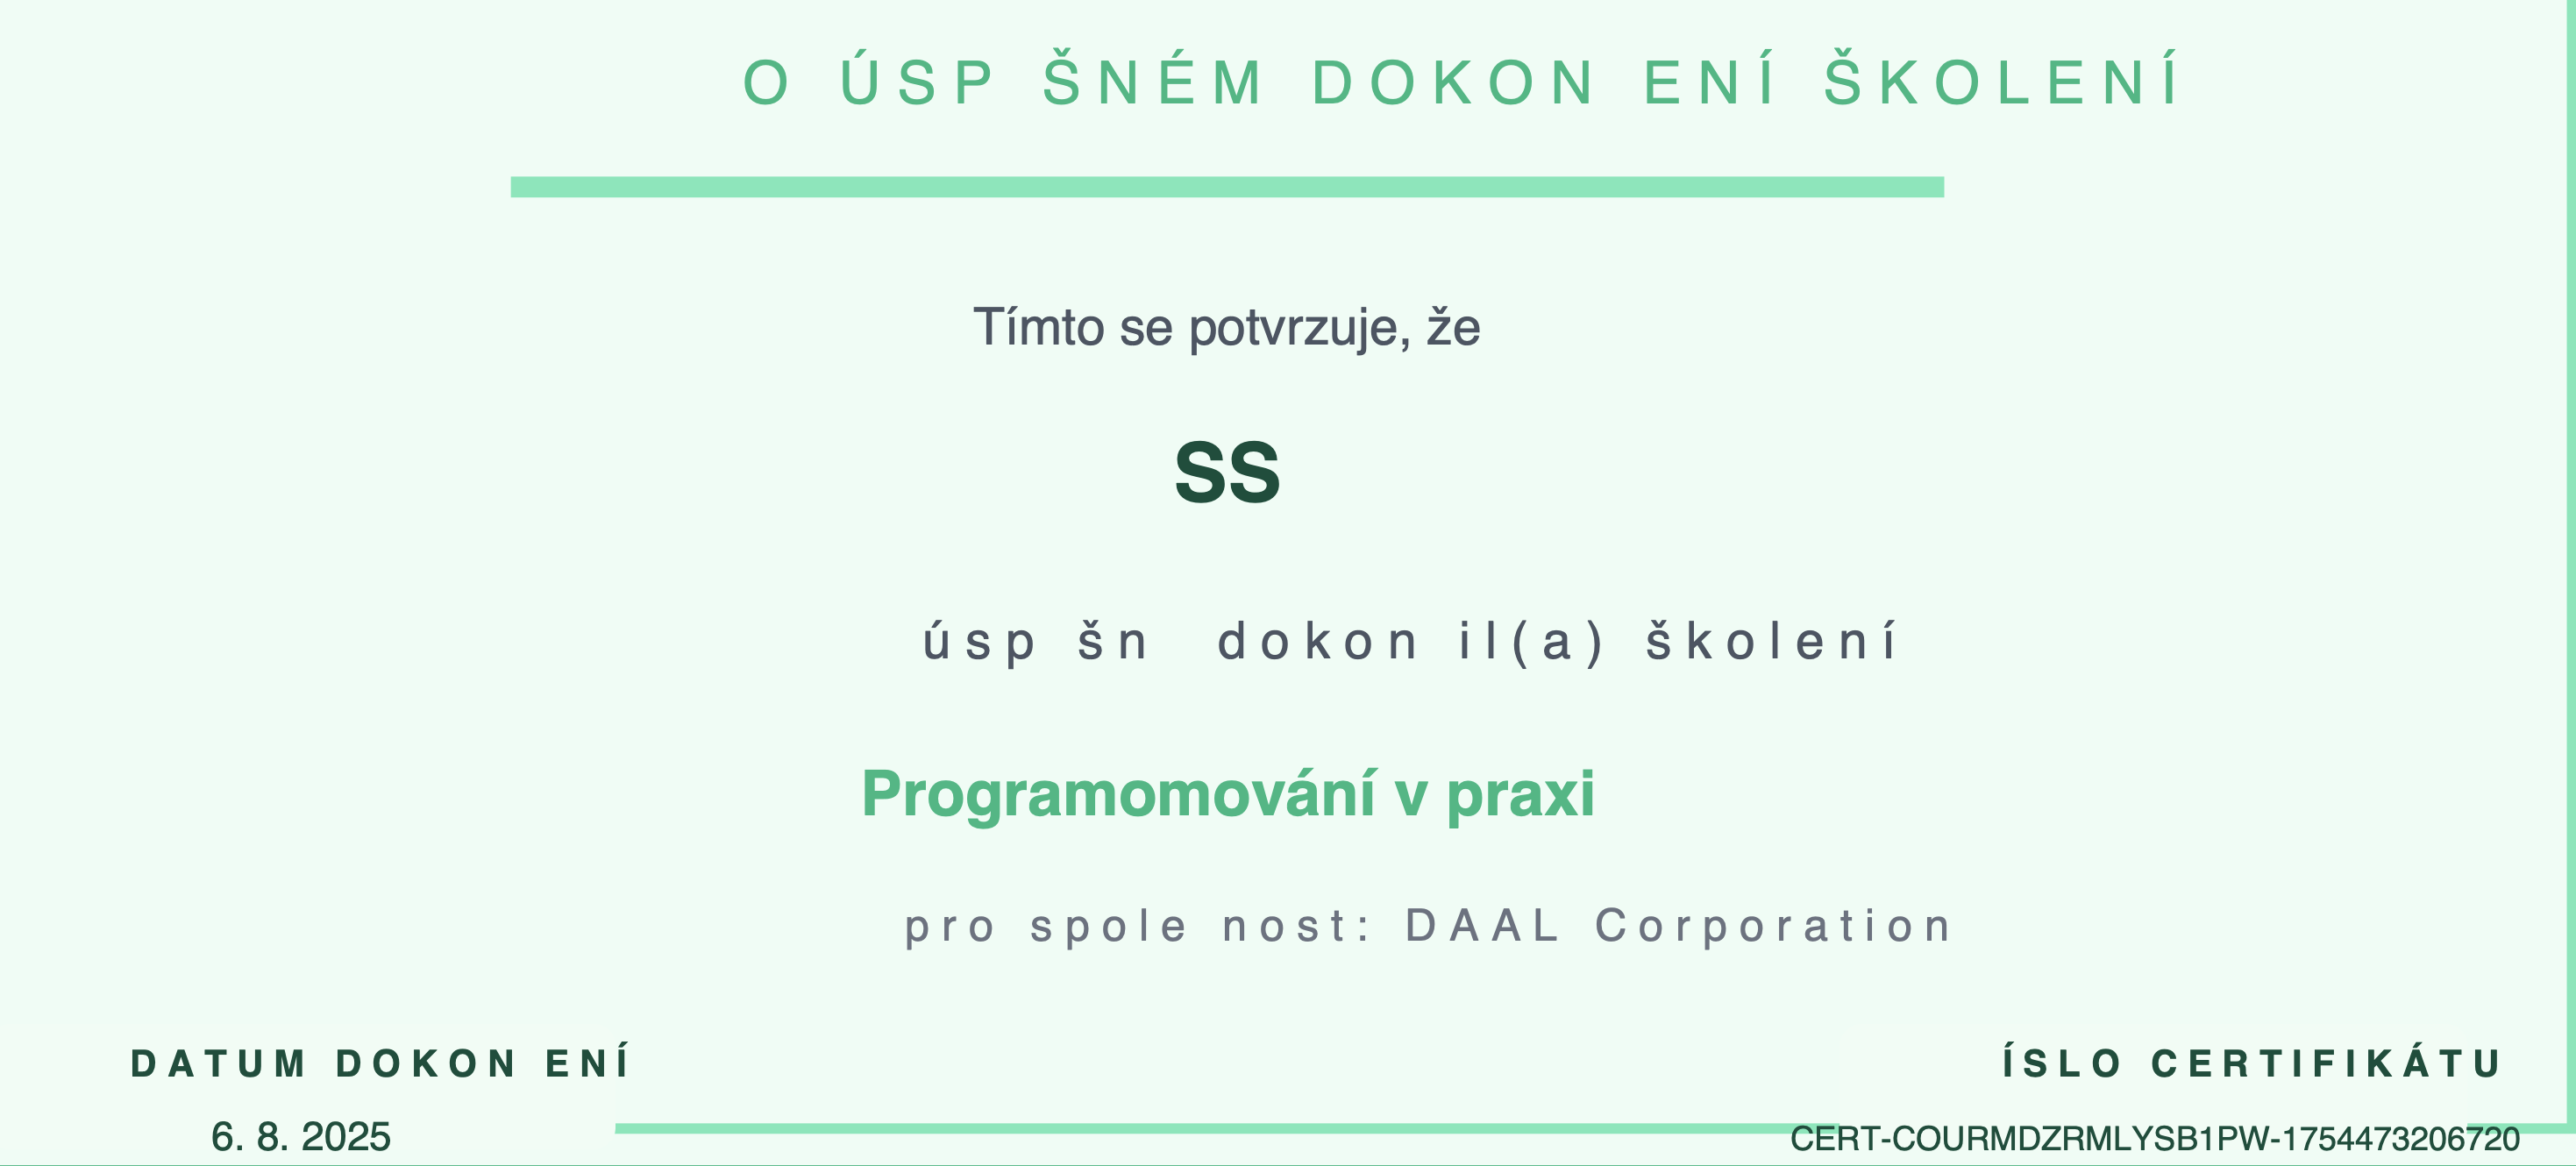 O ÚSP ŠNÉM DOKON ENÍ ŠKOLENÍ
Tímto se potvrzuje, že
SS
úsp šn  dokon il(a) školení
Programomování v praxi
pro spole nost: DAAL Corporation
DATUM DOKON ENÍ
6. 8. 2025
ÍSLO CERTIFIKÁTU
CERT-COURMDZRMLYSB1PW-1754473206720